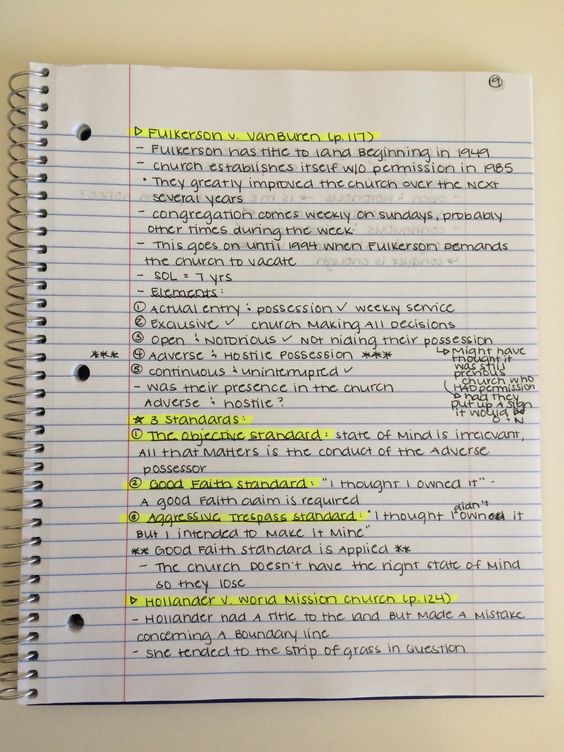 9
▷ Fulkerson v. VanBuren (p.117)
- Fulkerson has title to land Beginning in 1949
- church establishes itself w/o permission in 1985
• They greatly improved the church over the next
several years
- congregation comes weekly on sundays, probably
other times during the week
- This goes on until 1994 when Fulkerson Demands
the church to vacate
- SOL = 7 yrs
- Elements:
① Actual entry & possession ✓ weekly service
② Exclusive ✓ church making all decisions
③ Open & Notorious ✓ Not hiding their possession
*** ④ Adverse & Hostile Possession ***
⑤ continuous & uninterrupted ✓
- was their presence in the church
Adverse & hostile?
↳ Might have
thought it
was still
previous
church who
HAD permission
↳ had they
put up a sign
it would be
O & N
★ 3 Standards:
① The objective standard: state of mind is irrelevant,
All that matters is the conduct of the Adverse
possessor
② Good Faith standard: "I thought I owned it" -
A good faith claim is required
③ Aggressive Trespass standard: "I thought I didn't own it
But I intended to make it mine"
** Good Faith standard is Applied **
- The church doesn't have the right state of mind
so they lose
▷ Hollander v. World Mission Church (p.124)
- Hollander had a title to the land But made a mistake
concerning a boundary line
- she tended to the strip of grass in question